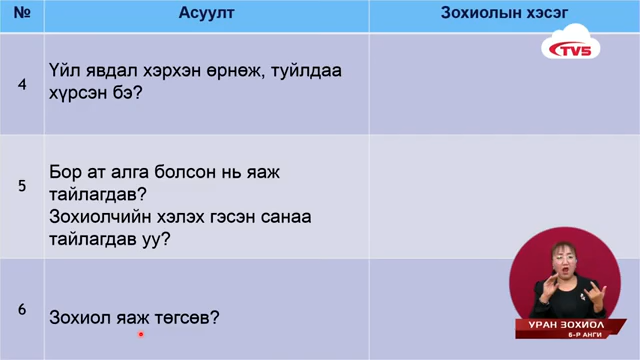 № Асуулт Зохиолын хэсэг
TV5
4 Үйл явдал хэрхэн өрнөж, туйлдаа
хүрсэн бэ?
5 Бор ат алга болсон нь яаж
тайлагдав?
Зохиолчийн хэлэх гэсэн санаа
тайлагдав уу?
6 Зохиол яаж төгсөв?
УРАН ЗОХИОЛ
6-Р АНГИ